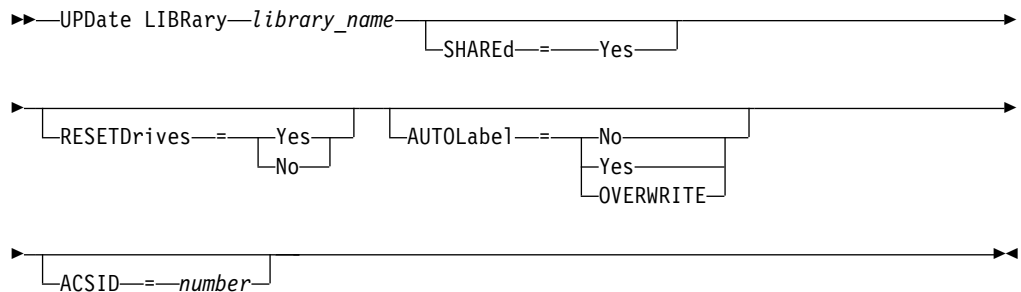 UPDate LIBRary library_name
SHAREd = Yes
RESETDrives = Yes
No
AUTOLabel = No
Yes
OVERWRITE
ACSID = number